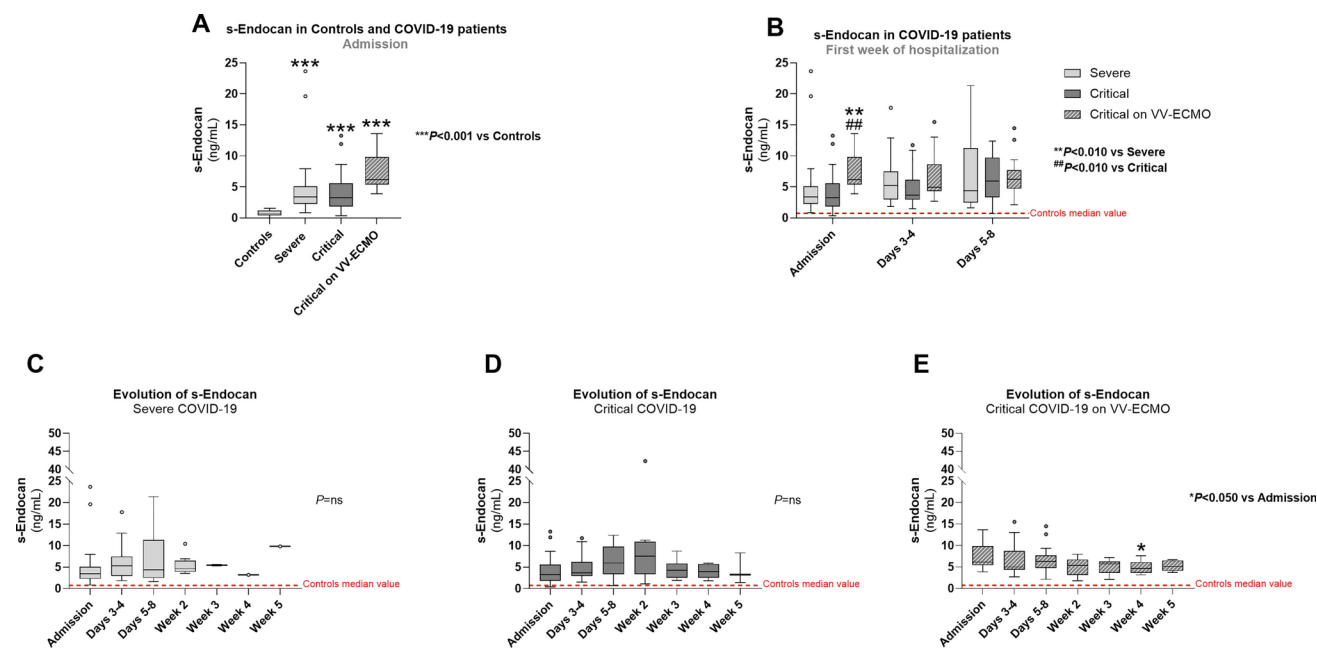 A
s-Endocan in Controls and COVID-19 patients
Admission
s-Endocan
(ng/mL)
25
20
15
10
5
0
***
***
***
***P<0.001 vs Controls
Controls
Severe
Critical
Critical on VV-ECMO
B
s-Endocan in COVID-19 patients
First week of hospitalization
s-Endocan
(ng/mL)
25
20
15
10
5
0
**
##
Severe
Critical
Critical on VV-ECMO
**P<0.010 vs Severe
##P<0.010 vs Critical
Controls median value
Admission
Days 3-4
Days 5-8
C
Evolution of s-Endocan
Severe COVID-19
s-Endocan
(ng/mL)
50
45
40
25
20
15
10
5
0
P=ns
Controls median value
Admission
Days 3-4
Days 5-8
Week 2
Week 3
Week 4
Week 5
D
Evolution of s-Endocan
Critical COVID-19
s-Endocan
(ng/mL)
50
45
40
25
20
15
10
5
0
P=ns
Controls median value
Admission
Days 3-4
Days 5-8
Week 2
Week 3
Week 4
Week 5
E
Evolution of s-Endocan
Critical COVID-19 on VV-ECMO
s-Endocan
(ng/mL)
50
45
40
25
20
15
10
5
0
*
*P<0.050 vs Admission
Controls median value
Admission
Days 3-4
Days 5-8
Week 2
Week 3
Week 4
Week 5